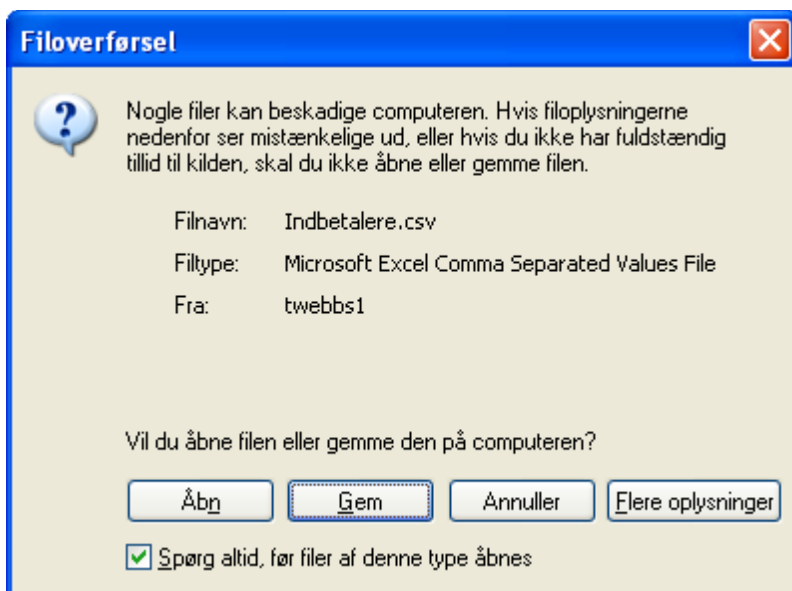 Filoverførsel
Nogle filer kan beskadige computeren. Hvis filoplysningerne
nedenfor ser mistænkelige ud, eller hvis du ikke har fuldstændig
tillid til kilden, skal du ikke åbne eller gemme filen.
Filnavn: Indbetalere.csv
Filtype: Microsoft Excel Comma Separated Values File
Fra: twebbs1
Vil du åbne filen eller gemme den på computeren?
Åbn Gem Annuller Flere oplysninger
Spørg altid, før filer af denne type åbnes